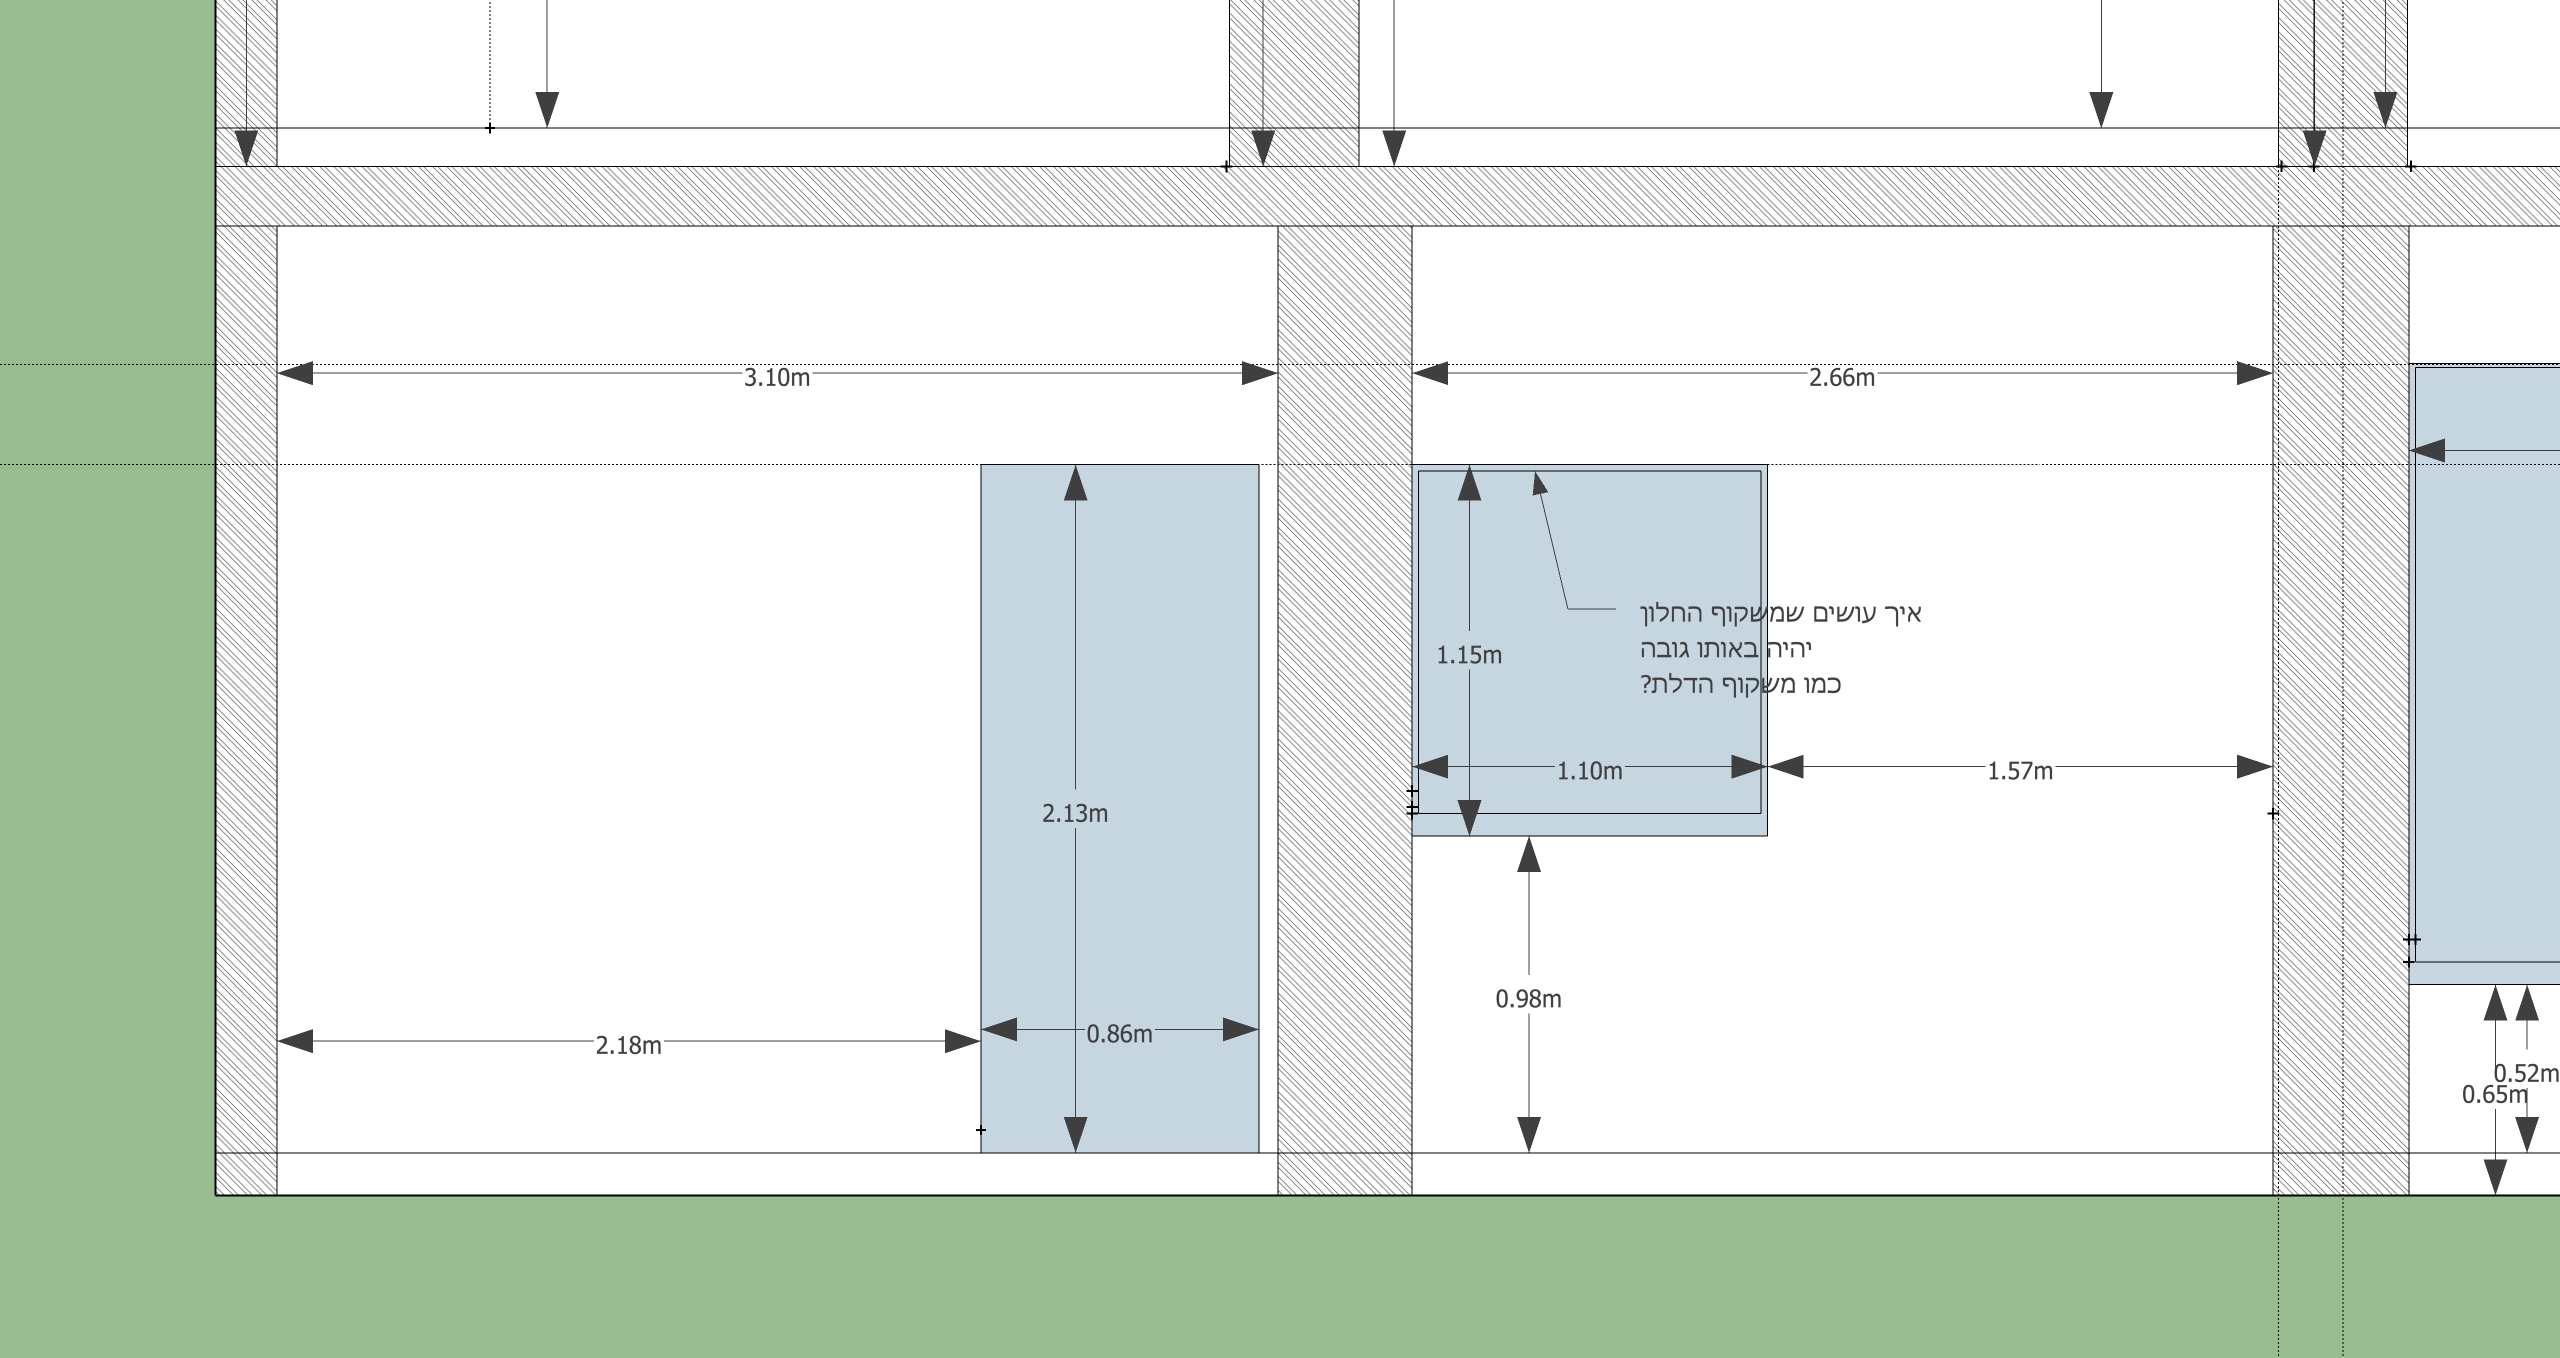 3.10m
2.66m
איך עושים שמשקוף החלון
יהיה באותו גובה
כמו משקוף הדלת?
1.15m
1.10m
1.57m
2.13m
0.98m
0.86m
2.18m
0.52m
0.65m